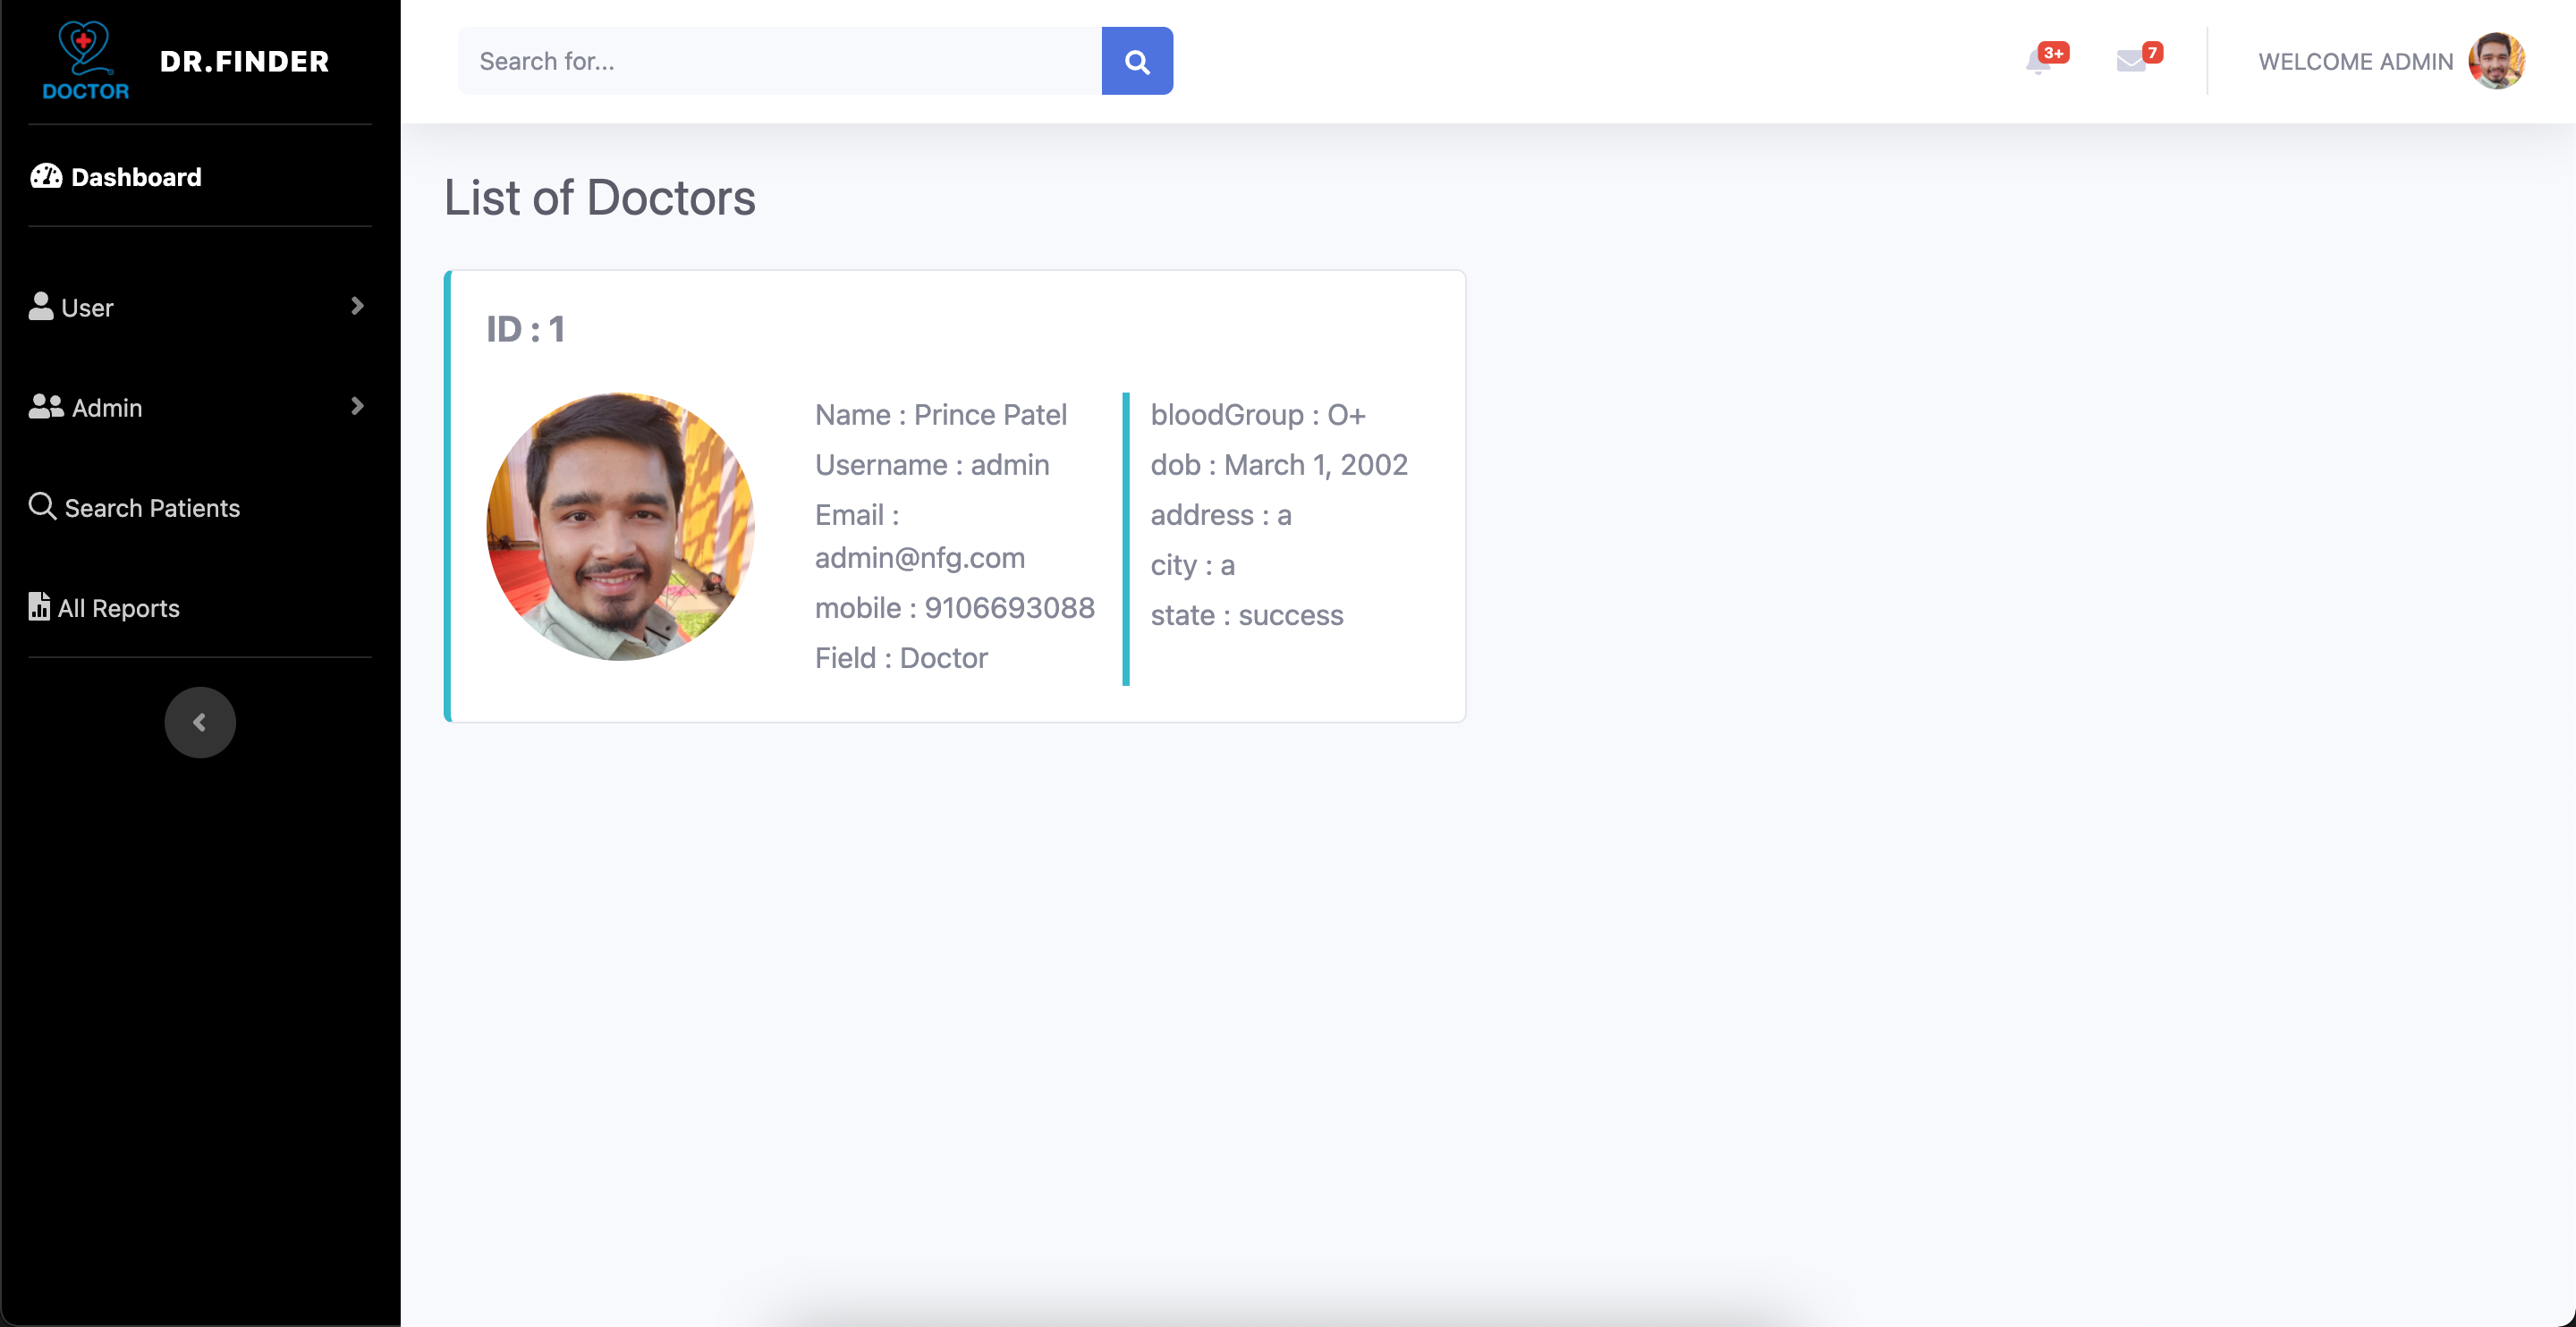 DOCTOR
DR.FINDER
Dashboard
User
Admin
Search Patients
All Reports
Search for...
3+
7
WELCOME ADMIN
List of Doctors
ID : 1
Name : Prince Patel
Username : admin
Email :
admin@nfg.com
mobile : 9106693088
Field : Doctor
bloodGroup : O+
dob : March 1, 2002
address : a
city : a
state : success